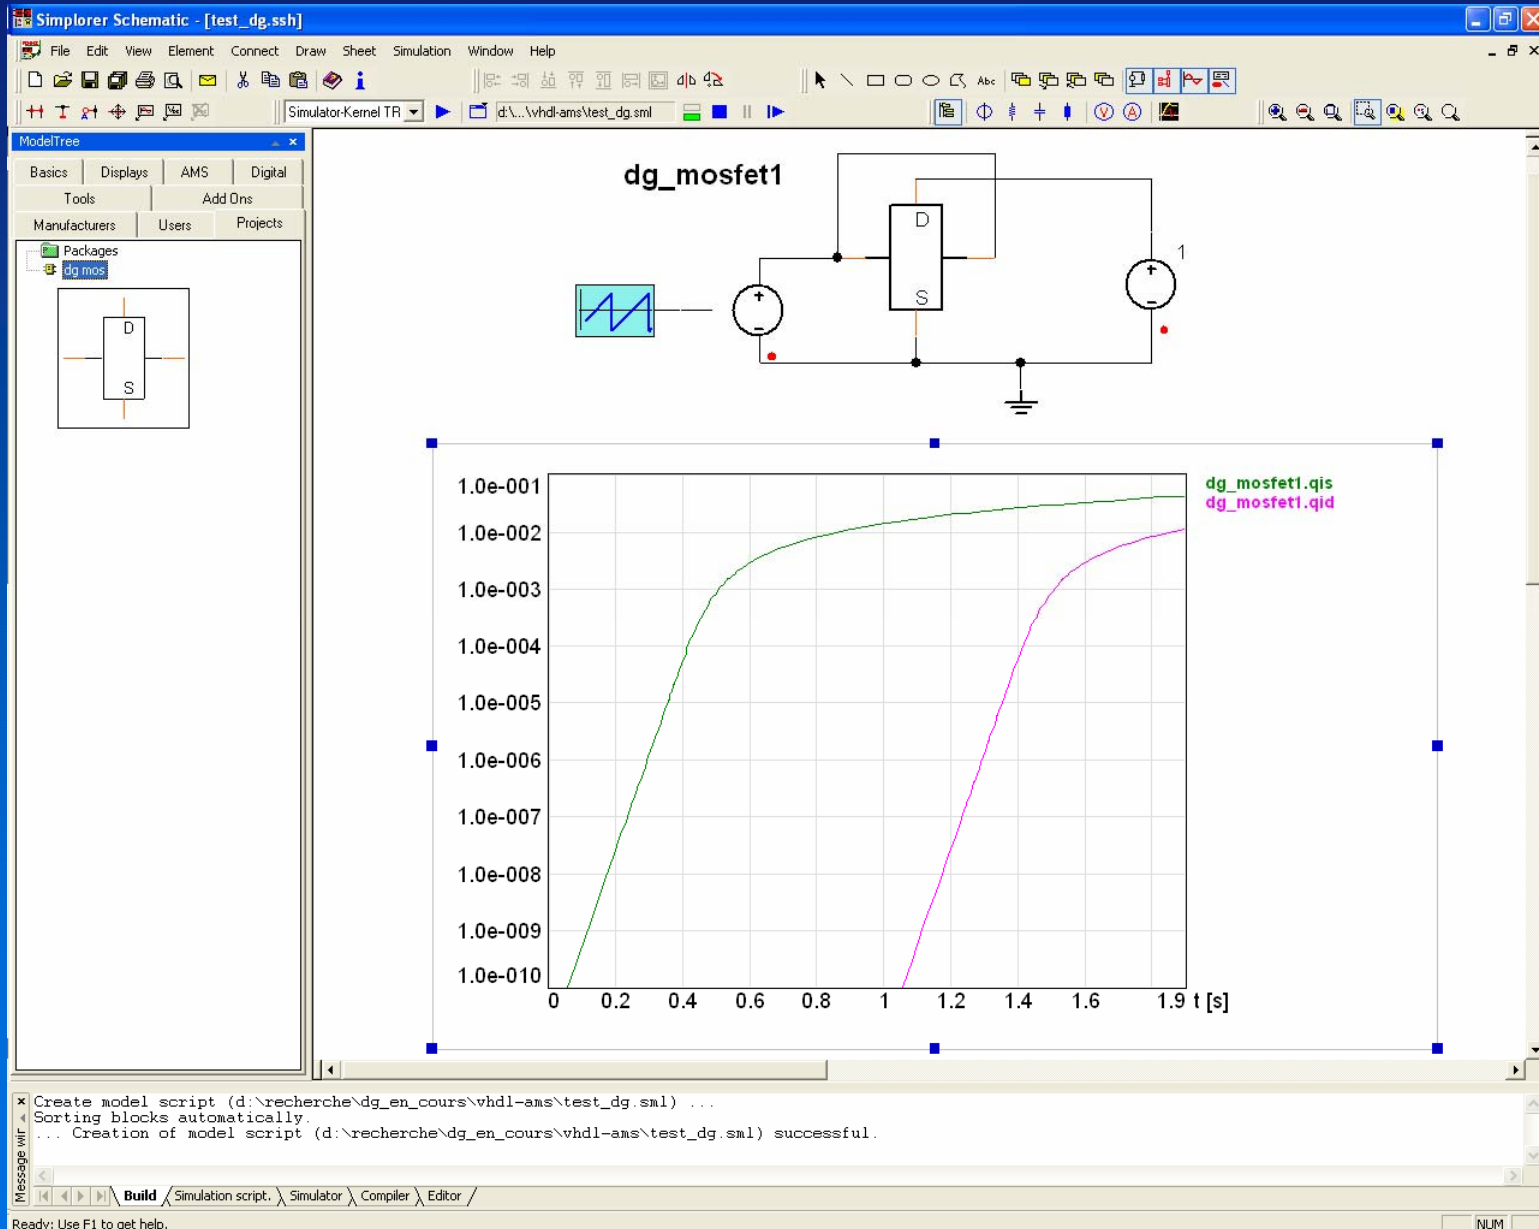 Simplorer Schematic - [test_dg.ssh]
File Edit View Element Connect Draw Sheet Simulation Window Help
Abc
Simulator-Kernel TR d:\...\vhdl-ams\test_dg.sml
V A
ModelTree
Basics Displays AMS Digital
Tools Add Ons
Manufacturers Users Projects
Packages
dg mos
D
S
dg_mosfet1
D
S
1
dg_mosfet1.qis
dg_mosfet1.qid
1.0e-001
1.0e-002
1.0e-003
1.0e-004
1.0e-005
1.0e-006
1.0e-007
1.0e-008
1.0e-009
1.0e-010
0 0.2 0.4 0.6 0.8 1 1.2 1.4 1.6 1.9 t [s]
Create model script (d:\recherche\dg_en_cours\vhdl-ams\test_dg.sml) ...
Sorting blocks automatically.
... Creation of model script (d:\recherche\dg_en_cours\vhdl-ams\test_dg.sml) successful.
Message wir
Build Simulation script. Simulator Compiler Editor
Ready: Use F1 to get help.
NUM